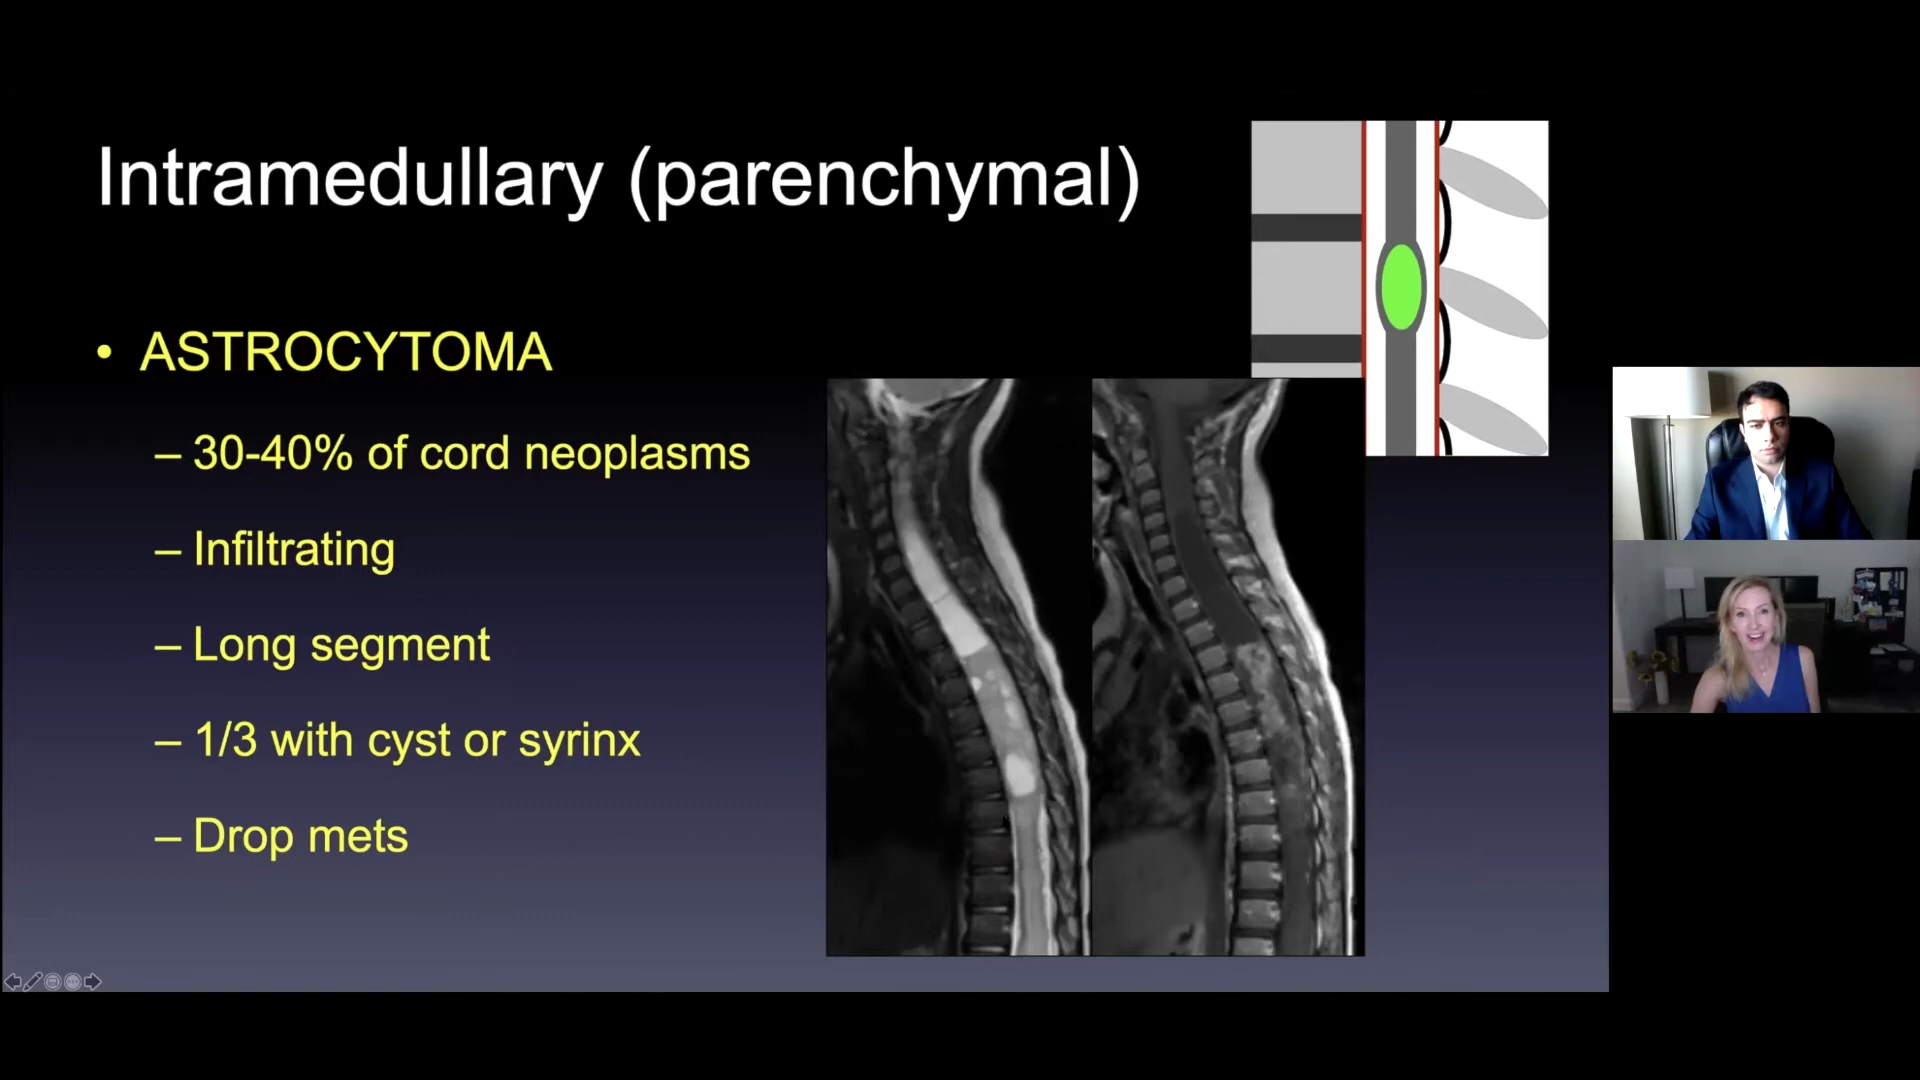 Intramedullary (parenchymal)
• ASTROCYTOMA
– 30-40% of cord neoplasms
– Infiltrating
– Long segment
– 1/3 with cyst or syrinx
– Drop mets